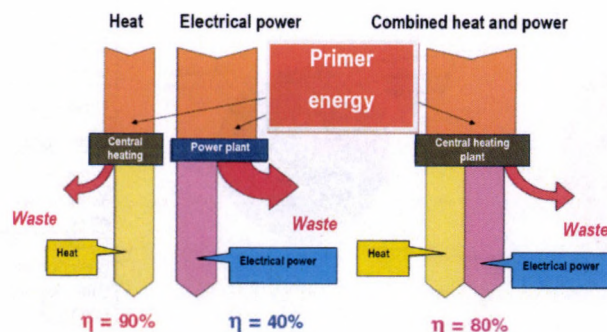 Heat Electrical power Combined heat and power
Primer
energy
Central
heating
Power plant
Central heating
plant
Waste
Waste
Waste
Heat
Electrical power
Heat
Electrical power
η = 90% η = 40% η = 80%